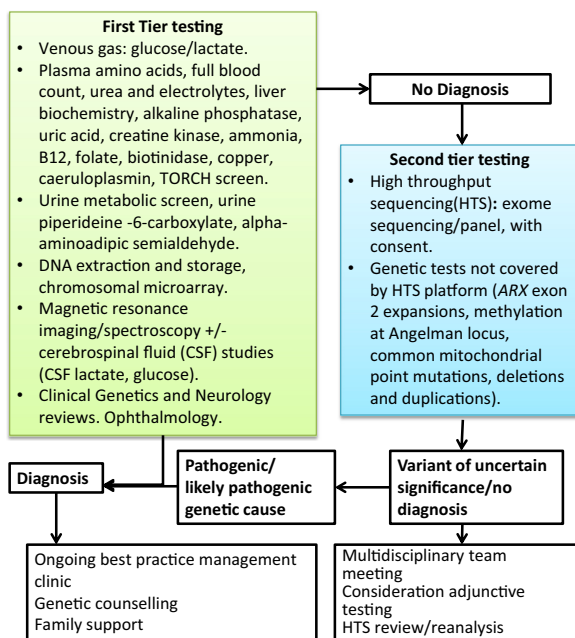 First Tier testing
• Venous gas: glucose/lactate.
• Plasma amino acids, full blood
count, urea and electrolytes, liver
biochemistry, alkaline phosphatase,
uric acid, creatine kinase, ammonia,
B12, folate, biotinidase, copper,
caeruloplasmin, TORCH screen.
• Urine metabolic screen, urine
piperideine -6-carboxylate, alpha-
aminoadipic semialdehyde.
• DNA extraction and storage,
chromosomal microarray.
• Magnetic resonance
imaging/spectroscopy +/-
cerebrospinal fluid (CSF) studies
(CSF lactate, glucose).
• Clinical Genetics and Neurology
reviews. Ophthalmology.
No Diagnosis
Second tier testing
• High throughput
sequencing(HTS): exome
sequencing/panel, with
consent.
• Genetic tests not covered
by HTS platform (ARX exon
2 expansions, methylation
at Angelman locus,
common mitochondrial
point mutations, deletions
and duplications).
Diagnosis
Pathogenic/
likely pathogenic
genetic cause
Variant of uncertain
significance/no
diagnosis
Ongoing best practice management
clinic
Genetic counselling
Family support
Multidisciplinary team
meeting
Consideration adjunctive
testing
HTS review/reanalysis